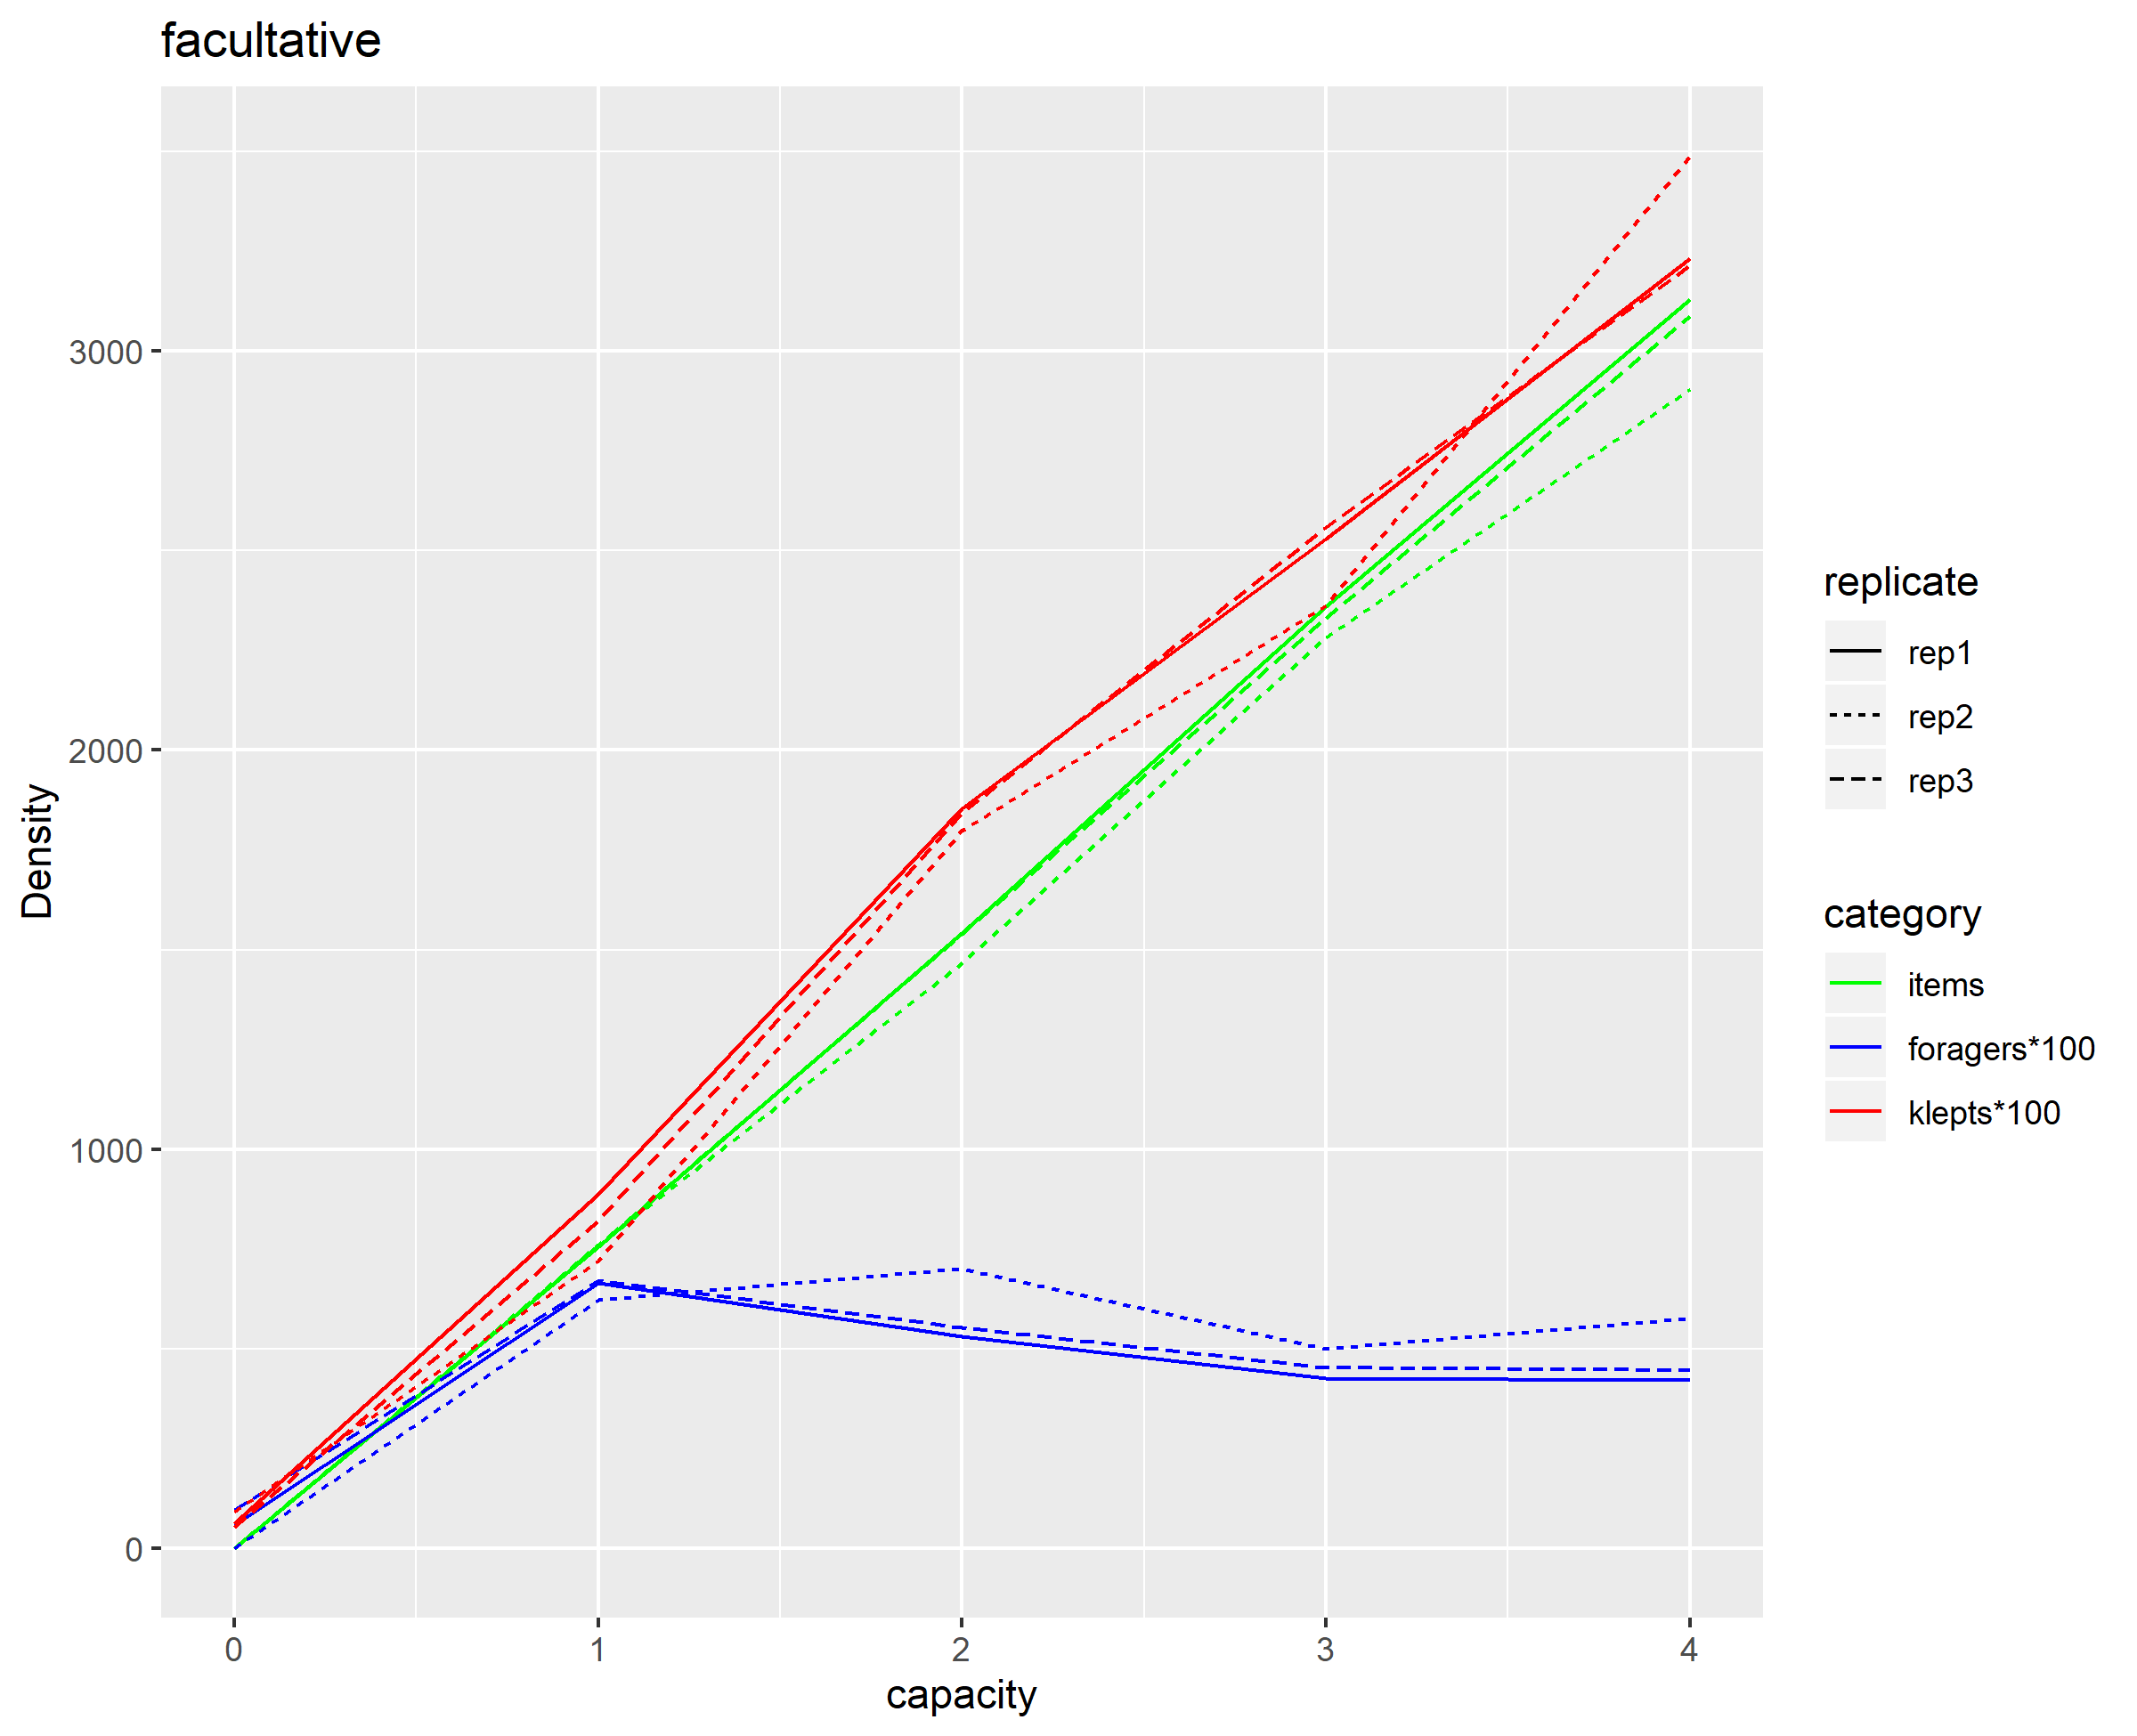 facultative
3000
2000
1000
0
Density
0 1 2 3 4
capacity
replicate
rep1
rep2
rep3
category
items
foragers*100
klepts*100